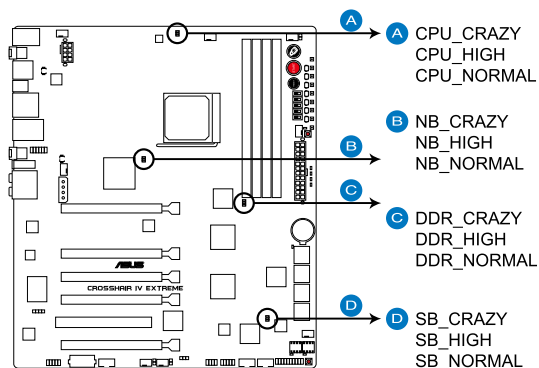 A
A CPU_CRAZY
CPU_HIGH
CPU_NORMAL
B NB_CRAZY
NB_HIGH
NB_NORMAL
B
C
C DDR_CRAZY
DDR_HIGH
DDR_NORMAL
ASUS
CROSSHAIR IV EXTREME
D
D SB_CRAZY
SB_HIGH
SB_NORMAL